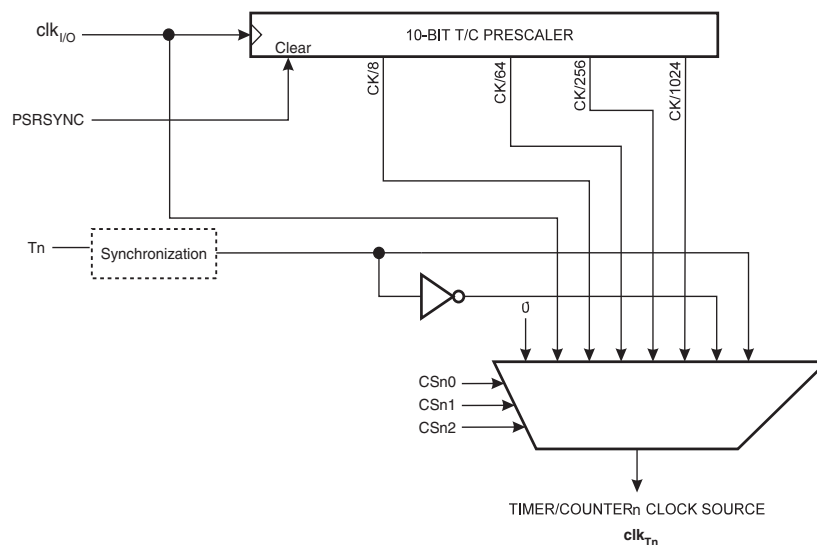 clkI/O
10-BIT T/C PRESCALER
Clear
CK/8
CK/64
CK/256
CK/1024
PSRSYNC
Tn
Synchronization
0
CSn0
CSn1
CSn2
TIMER/COUNTERn CLOCK SOURCE
clkTn